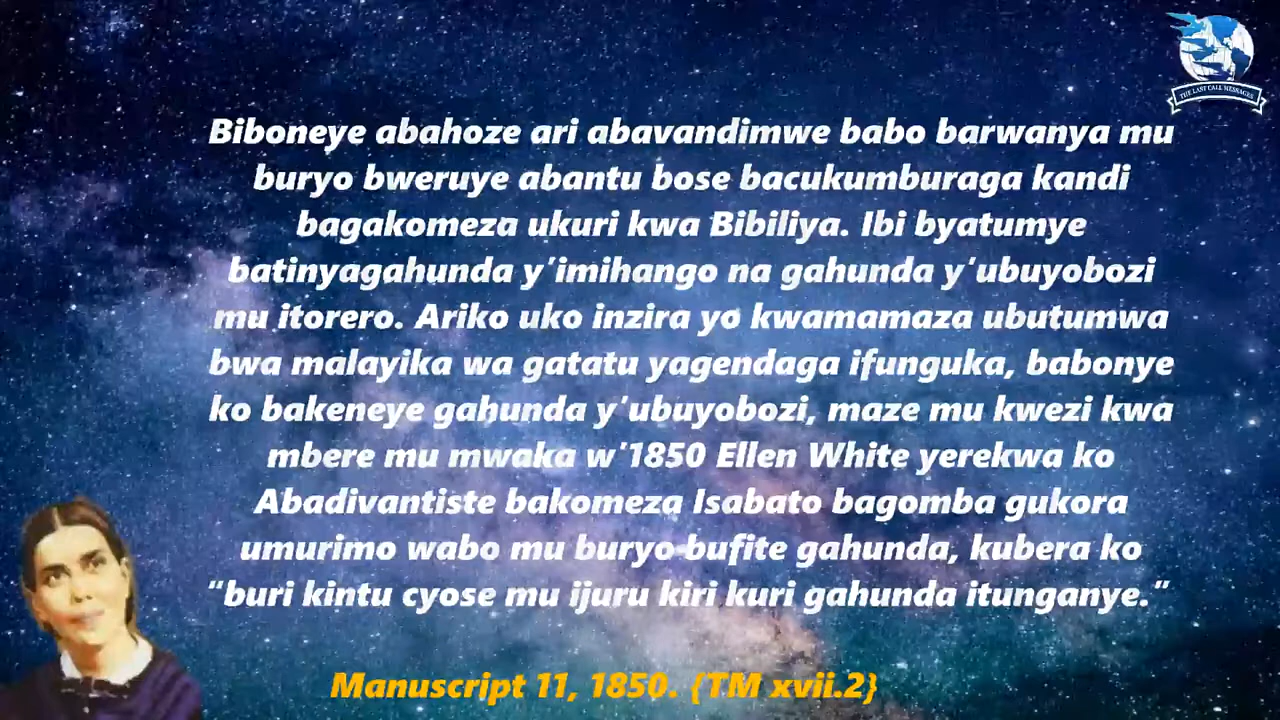 THE LAST CALL MESSAGES
Biboneye abahoze ari abavandimwe babo barwanya mu
buryo bweruye abantu bose bacukumburaga kandi
bagakomeza ukuri kwa Bibiliya. Ibi byatumye
batinyagahunda y'imihango na gahunda y'ubuyobozi
mu itorero. Ariko uko inzira yo kwamamaza ubutumwa
bwa malayika wa gatatu yagendaga ifunguka, babonye
ko bakeneye gahunda y'ubuyobozi, maze mu kwezi kwa
mbere mu mwaka w'1850 Ellen White yerekwa ko
Abadivantiste bakomeza Isabato bagomba gukora
umurimo wabo mu buryo bufite gahunda, kubera ko
“buri kintu cyose mu ijuru kiri kuri gahunda itunganye.”
Manuscript 11, 1850. {TM xvii.2}